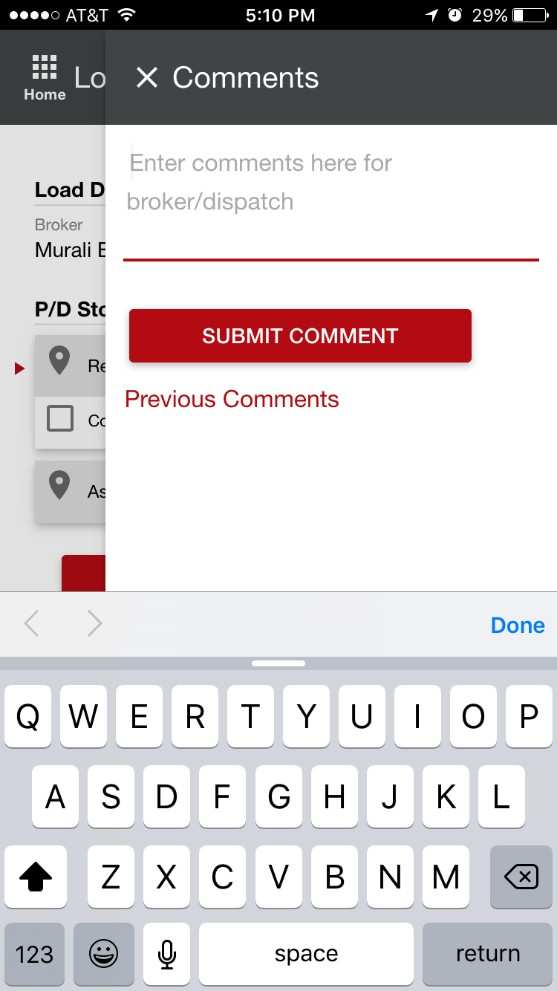 AT&T 5:10 PM 29%
Home Lo
Comments
Enter comments here for
broker/dispatch
Load D
Broker
Murali
P/D Sto
SUBMIT COMMENT
Re
Previous Comments
Co
As
Done
Q W E R T Y U I O P
A S D F G H J K L
Z X C V B N M
123 space return